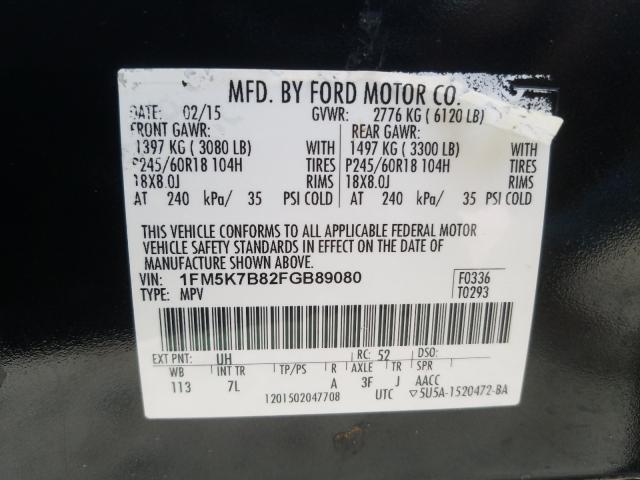 MFD. BY FORD MOTOR CO.
DATE: 02/15 GVWR: 2776 KG ( 6120 LB)
FRONT GAWR: REAR GAWR:
1397 KG ( 3080 LB) WITH 1497 KG ( 3300 LB) WITH
P245/60R18 104H TIRES P245/60R18 104H TIRES
18X8.0J RIMS 18X8.0J RIMS
AT 240 kPa/ 35 PSI COLD AT 240 kPa/ 35 PSI COLD
THIS VEHICLE CONFORMS TO ALL APPLICABLE FEDERAL MOTOR
VEHICLE SAFETY STANDARDS IN EFFECT ON THE DATE OF
MANUFACTURE SHOWN ABOVE.
VIN: 1FM5K7B82FGB89080 F0336
TYPE: MPV T0293
EXT PNT: UH RC: 52 DSO:
WB INT TR TP/PS R AXLE TR SPR
113 7L A 3F J AACC
1201502047708 UTC ▽5U5A-1520472-BA